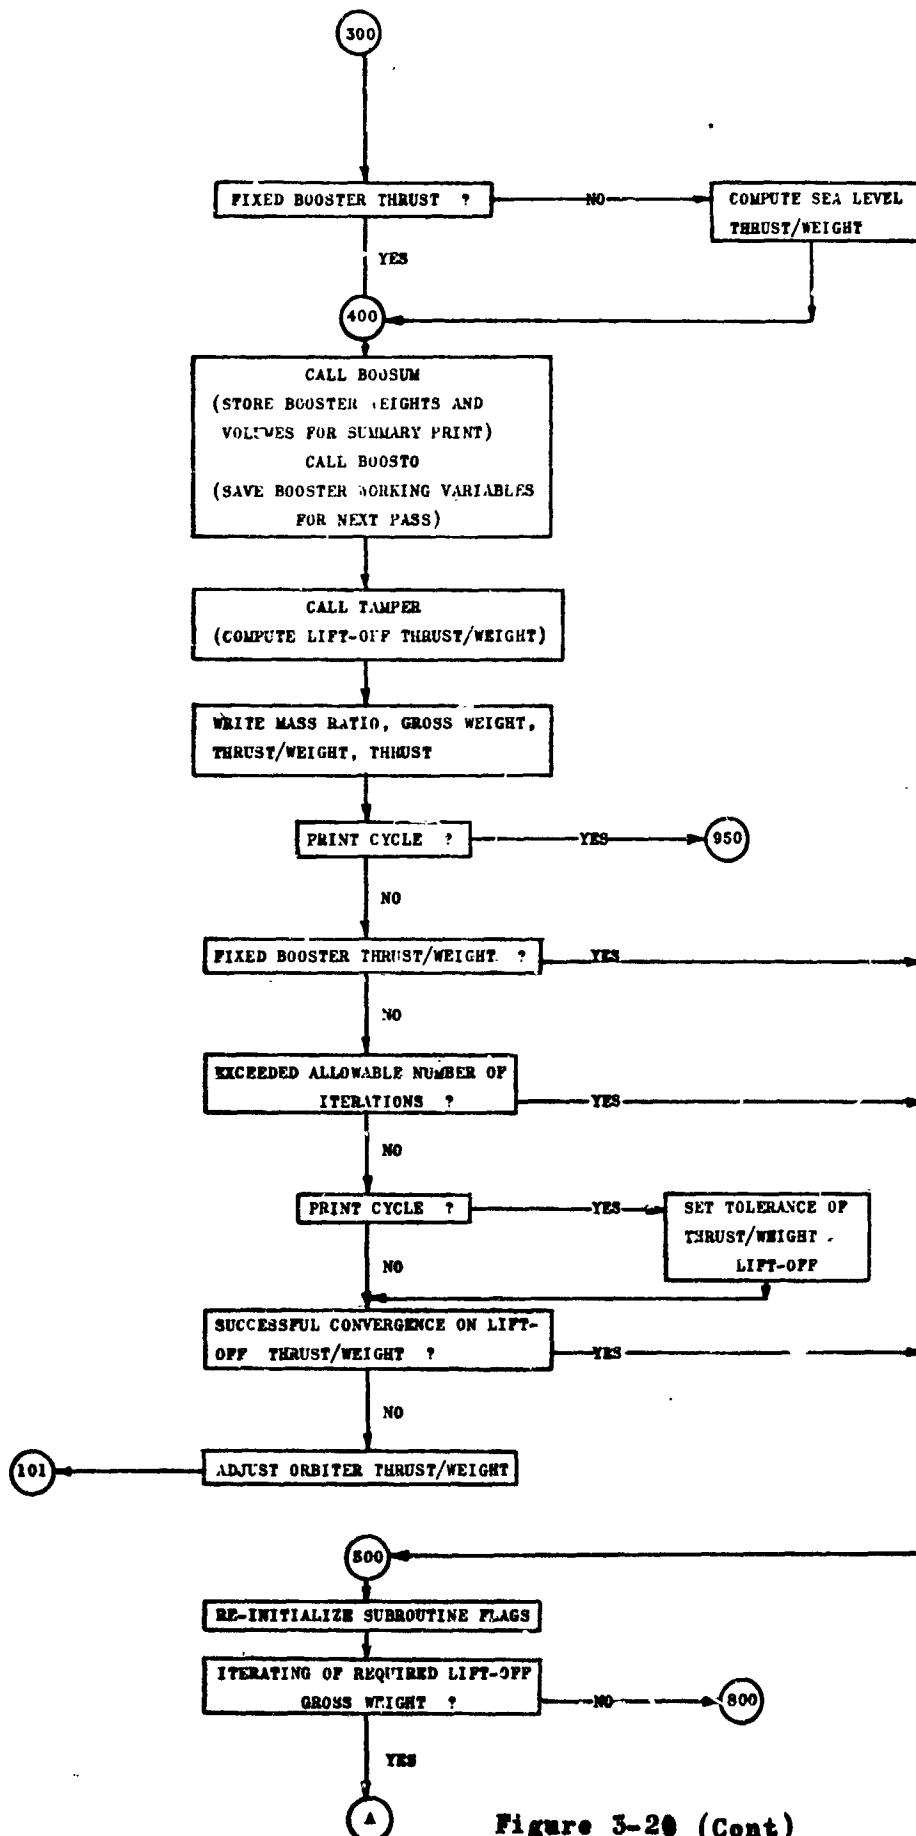 300
FIXED BOOSTER THRUST ?
NO
COMPUTE SEA LEVEL
THRUST/WEIGHT
YES
400
CALL BOOSUM
(STORE BOOSTER WEIGHTS AND
VOLUMES FOR SUMMARY PRINT)
CALL BOOSTO
(SAVE BOOSTER WORKING VARIABLES
FOR NEXT PASS)
CALL TAMPER
(COMPUTE LIFT-OFF THRUST/WEIGHT)
WRITE MASS RATIO, GROSS WEIGHT,
THRUST/WEIGHT, THRUST
PRINT CYCLE ?
YES
950
NO
FIXED BOOSTER THRUST/WEIGHT ?
YES
NO
EXCEEDED ALLOWABLE NUMBER OF
ITERATIONS ?
YES
NO
PRINT CYCLE ?
YES
SET TOLERANCE OF
THRUST/WEIGHT
LIFT-OFF
NO
SUCCESSFUL CONVERGENCE ON LIFT-
OFF THRUST/WEIGHT ?
YES
NO
ADJUST ORBITER THRUST/WEIGHT
101
500
RE-INITIALIZE SUBROUTINE FLAGS
ITERATING OF REQUIRED LIFT-OFF
GROSS WEIGHT ?
NO
800
YES
A
Figure 3-20 (Cont)